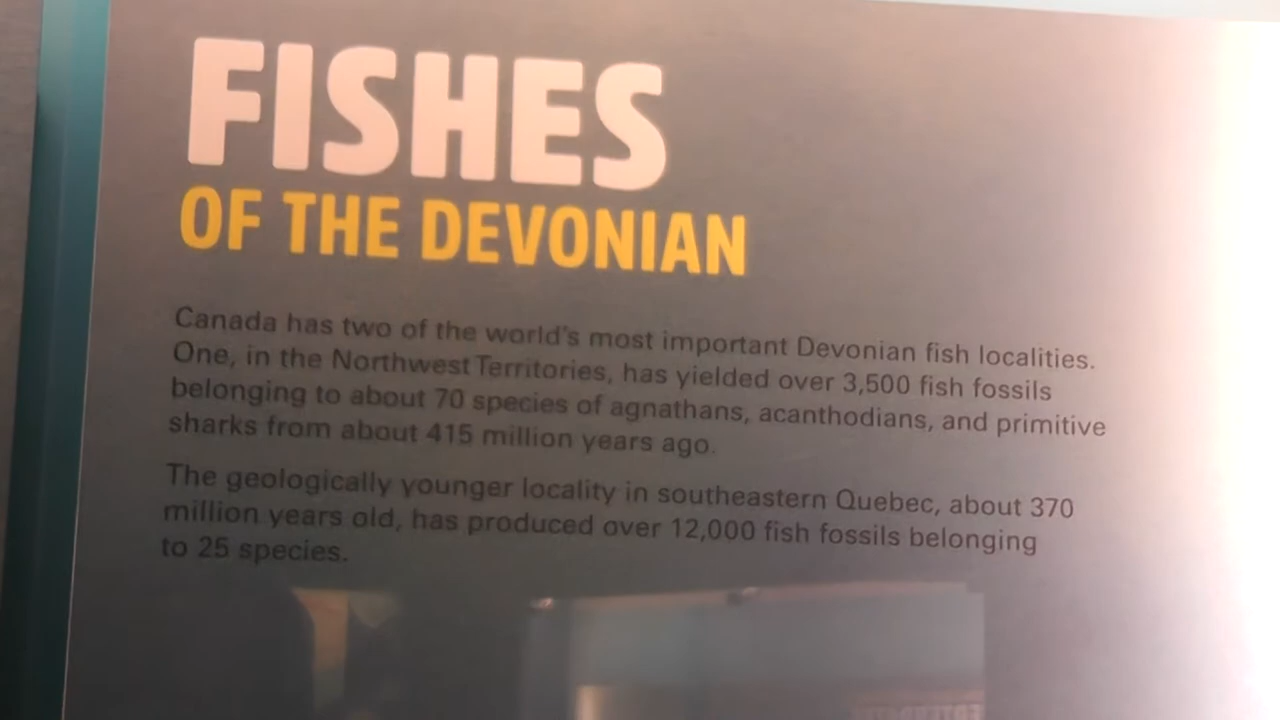 FISHES
OF THE DEVONIAN
Canada has two of the world's most important Devonian fish localities.
One, in the Northwest Territories, has yielded over 3,500 fish fossils
belonging to about 70 species of agnathans, acanthodians, and primitive
sharks from about 415 million years ago.
The geologically younger locality in southeastern Quebec, about 370
million years old, has produced over 12,000 fish fossils belonging
to 25 species.